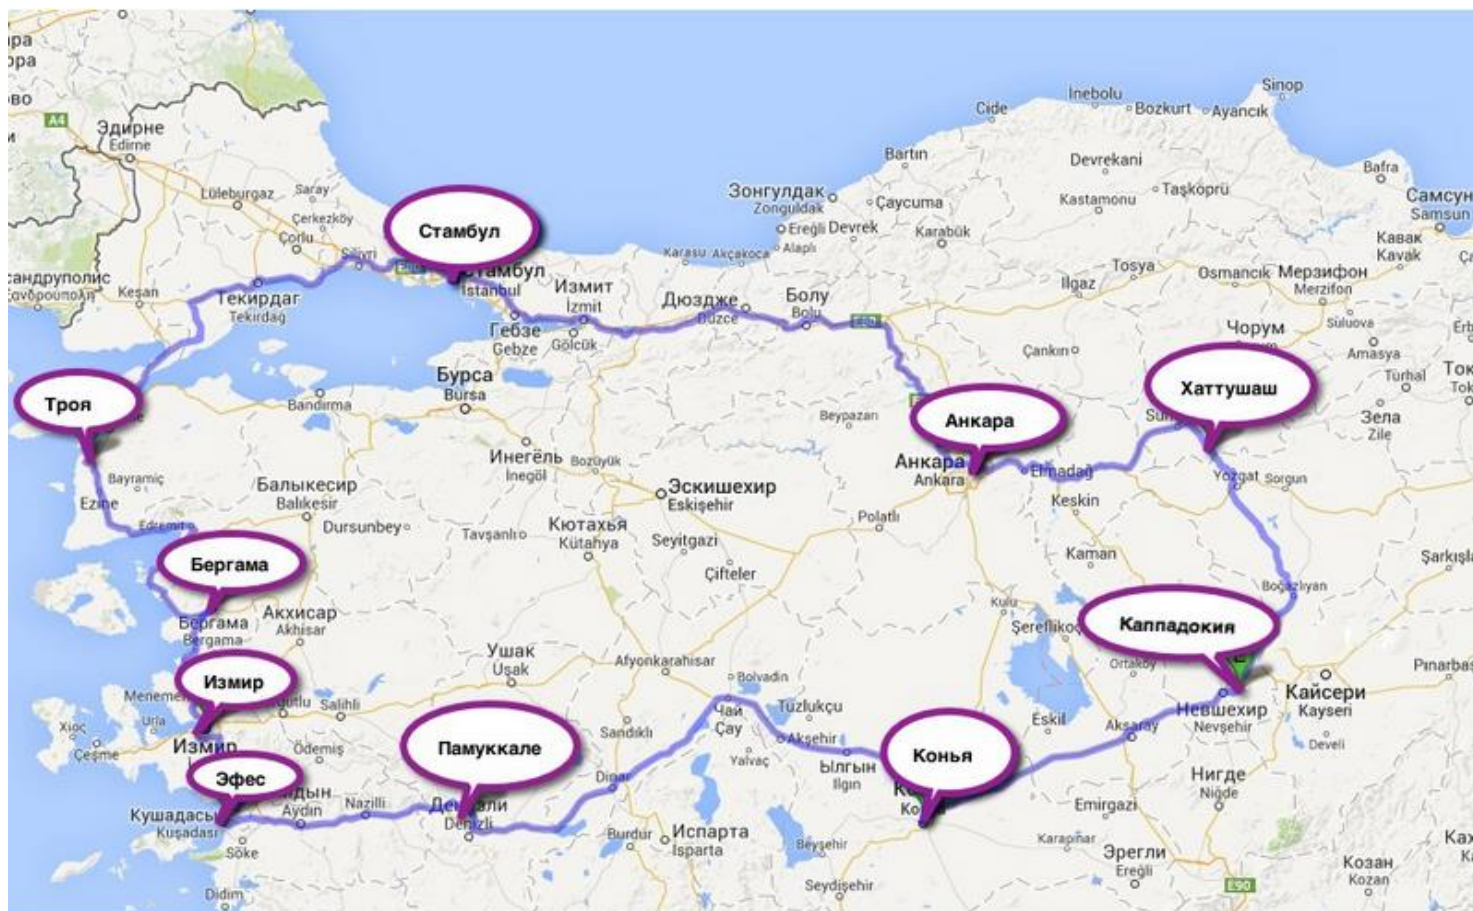 A4
Эдирне
Edirne
Lüleburgaz
Saray
Çerkezköy
Çorlu
Silivri
Keşan
Текирдаг
Tekirdağ
Стамбул
Istanbul
Гебзе
Gebze
Измит
İzmit
Gölcük
Karasu
Akçakoca
Дюздже
Düzce
Болу
Bolu
Зонгулдак
Zonguldak
Ereğli
Devrek
Alaplı
Çaycuma
Bartın
Karabük
Cide
İnebolu
Bozkurt
Ayancık
Sinop
Devrekani
Kastamonu
Taşköprü
Bafra
Самсун
Samsun
Кавак
Kavak
Tosya
Ilgaz
Osmancık
Мерзифон
Merzifon
Suluova
Чорум
Amasya
Turhal
Зела
Zile
Çankırı
Хаттушаш
Анкара
Анкара
Ankara
Elmadağ
Keskin
Yozgat
Sorgun
Beypazarı
Бурса
Bursa
Bandırma
Троя
Bayramiç
Ezine
Edremit
Балыкесир
Balıkesir
Dursunbey
Инегёль
İnegöl
Bozüyük
Эскишехир
Eskişehir
Tavşanlı
Кютахья
Kütahya
Seyitgazi
Çifteler
Polatlı
Kaman
Kulu
Boğazlıyan
Бергама
Бергама
Bergama
Акхисар
Akhisar
Ушак
Uşak
Afyonkarahisar
Bolvadin
Каппадокия
Ortaköy
Невшехир
Nevşehir
Кайсери
Kayseri
Develi
Измир
Измир
Menemen
Urla
Çeşme
Salihli
Ödemiş
Памуккале
Sandıklı
Чай
Çay
Tuzlukçu
Akşehir
Yalvaç
Ылгын
Ilgın
Конья
Eskil
Aksaray
Нигде
Niğde
Эфес
Кушадасы
Kuşadası
Söke
Didim
Aydın
Nazilli
Denizli
Dinar
Burdur
Испарта
Isparta
Beyşehir
Seydişehir
Emirgazi
Karapınar
Эрегли
Ereğli
E90
Козан
Kozan